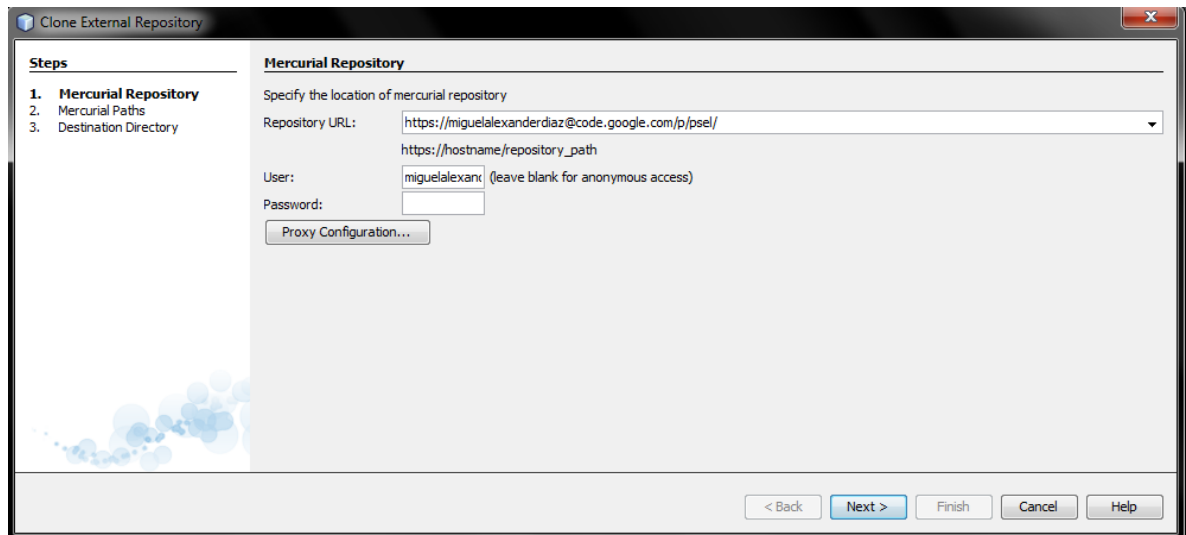 Clone External Repository
Steps
1. Mercurial Repository
2. Mercurial Paths
3. Destination Directory
Mercurial Repository
Specify the location of mercurial repository
Repository URL: https://miguelalexanderdiaz@code.google.com/p/psel/
https://hostname/repository_path
User: miguelalexand (leave blank for anonymous access)
Password:
Proxy Configuration...
< Back Next > Finish Cancel Help